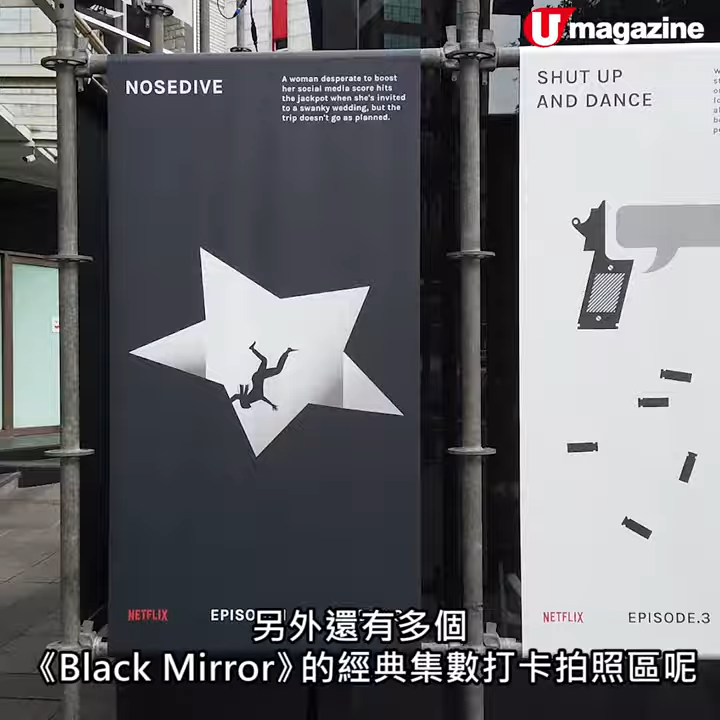 U magazine
NOSEDIVE
A woman desperate to boost
her social media score hits
the jackpot when she's invited
to a swanky wedding, but the
trip doesn't go as planned.
SHUT UP
AND DANCE
NETFLIX
NETFLIX
EPISODE.3
另外還有多個
《Black Mirror》的經典集數打卡拍照區呢